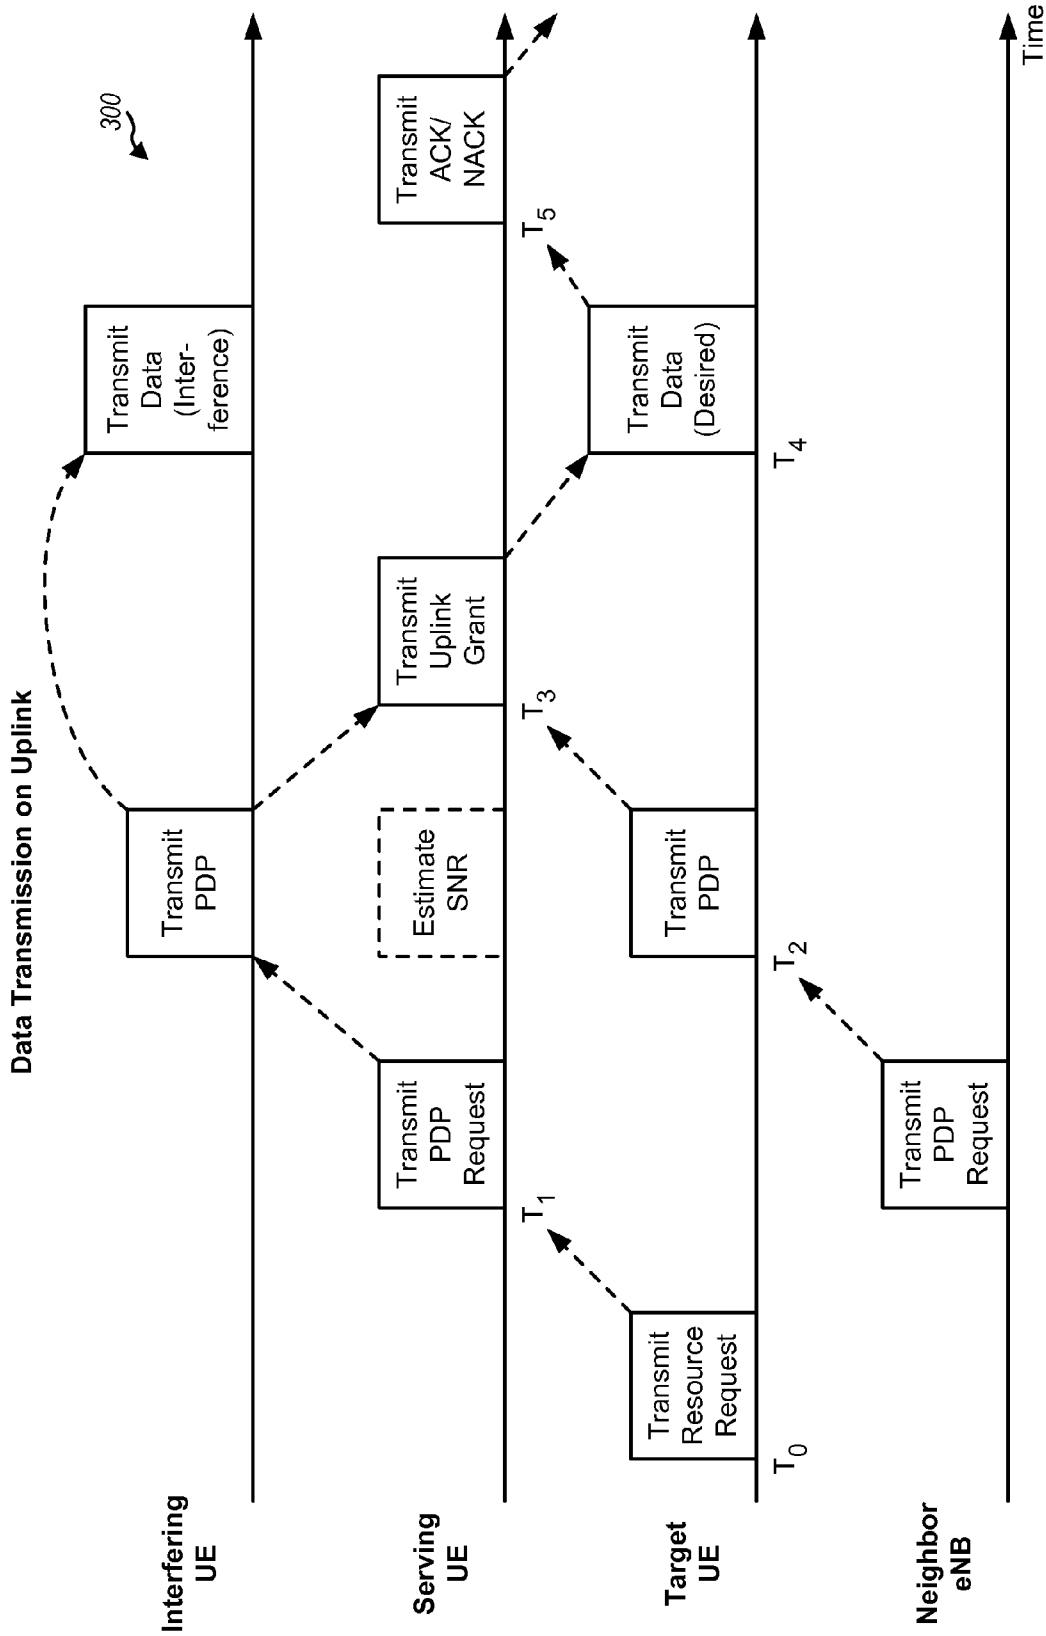 Data Transmission on Uplink
300
Interfering
UE
Transmit
PDP
Transmit
Data
(Inter-
ference)
Serving
UE
Transmit
PDP
Request
Estimate
SNR
Transmit
Uplink
Grant
Transmit
ACK/
NACK
T1
T3
T5
Target
UE
Transmit
Resource
Request
Transmit
PDP
Transmit
Data
(Desired)
T0
T2
T4
Neighbor
eNB
Transmit
PDP
Request
Time